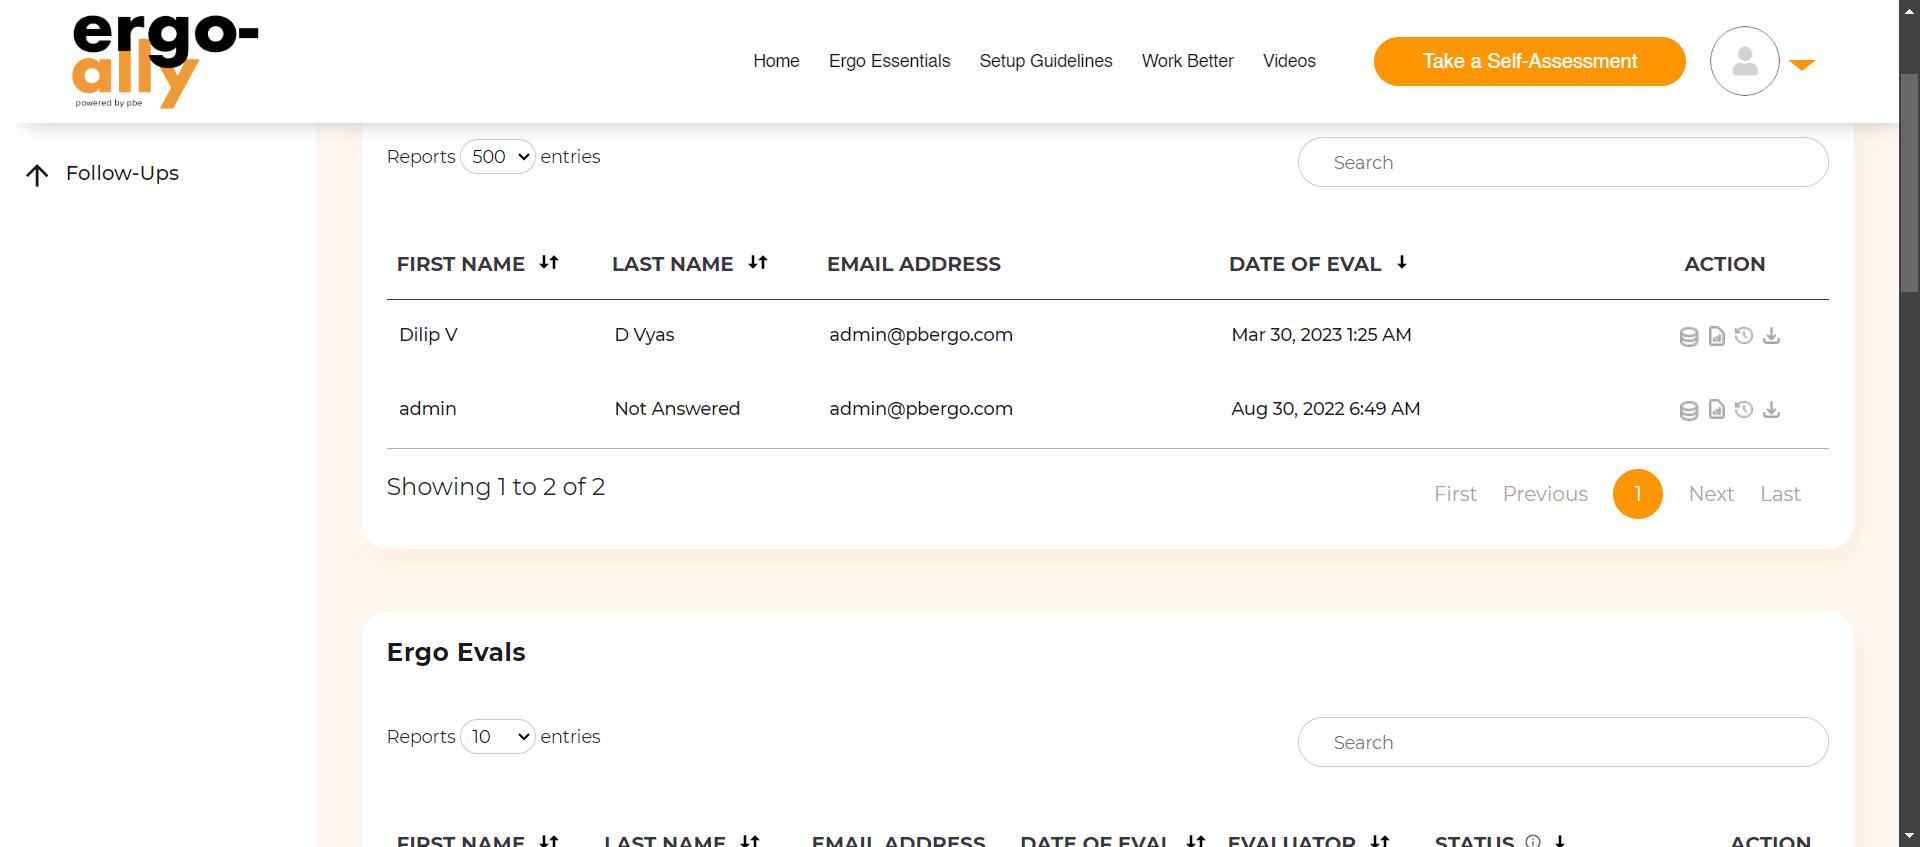 ergo-
ally
powered by pbe
Home Ergo Essentials Setup Guidelines Work Better Videos Take a Self-Assessment
Follow-Ups
Reports 500 entries
Search
FIRST NAME LAST NAME EMAIL ADDRESS DATE OF EVAL ACTION
Dilip V D Vyas admin@pbergo.com Mar 30, 2023 1:25 AM
admin Not Answered admin@pbergo.com Aug 30, 2022 6:49 AM
Showing 1 to 2 of 2
First Previous 1 Next Last
Ergo Evals
Reports 10 entries
Search
FIRST NAME LAST NAME EMAIL ADDRESS DATE OF EVAL EVALUATOR STATUS ACTION